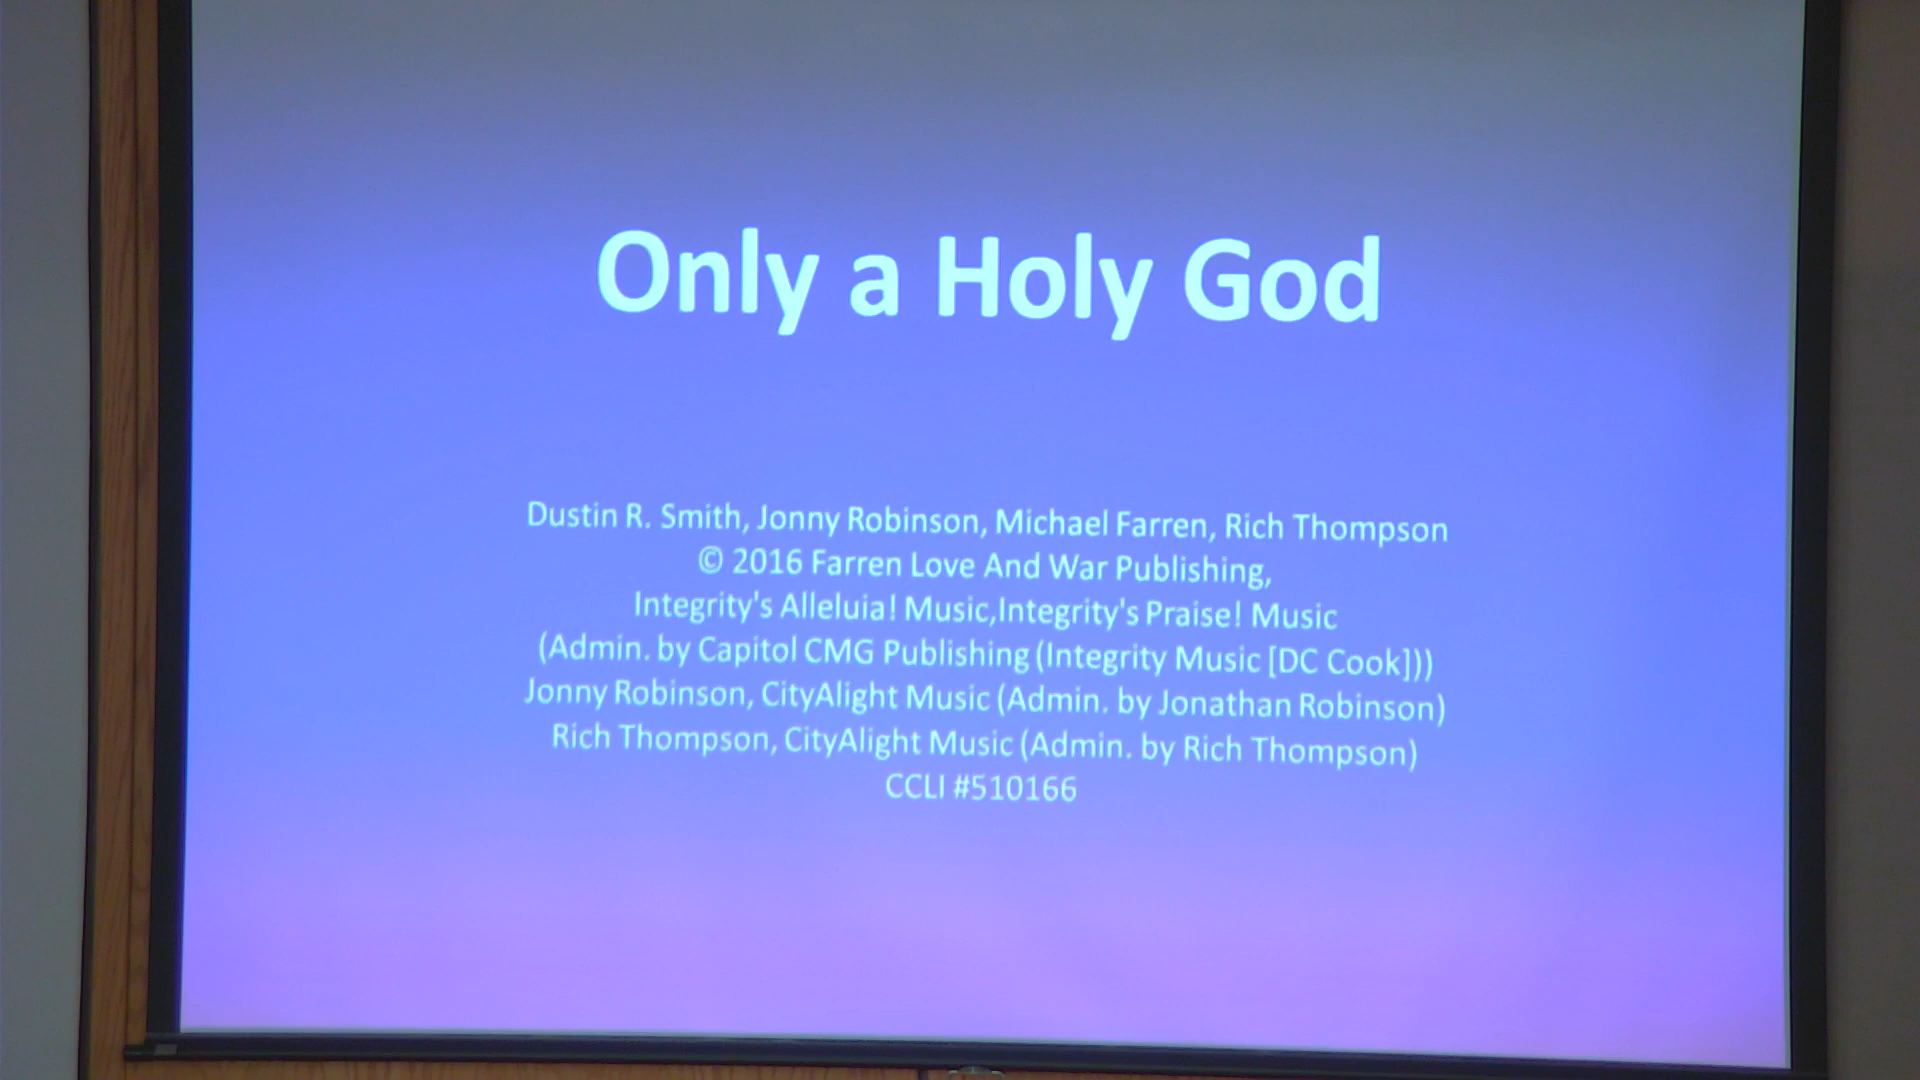 Only a Holy God
Dustin R. Smith, Jonny Robinson, Michael Farren, Rich Thompson
© 2016 Farren Love And War Publishing,
Integrity's Alleluia! Music,Integrity's Praise! Music
(Admin. by Capitol CMG Publishing (Integrity Music [DC Cook]))
Jonny Robinson, CityAlight Music (Admin. by Jonathan Robinson)
Rich Thompson, CityAlight Music (Admin. by Rich Thompson)
CCLI #510166